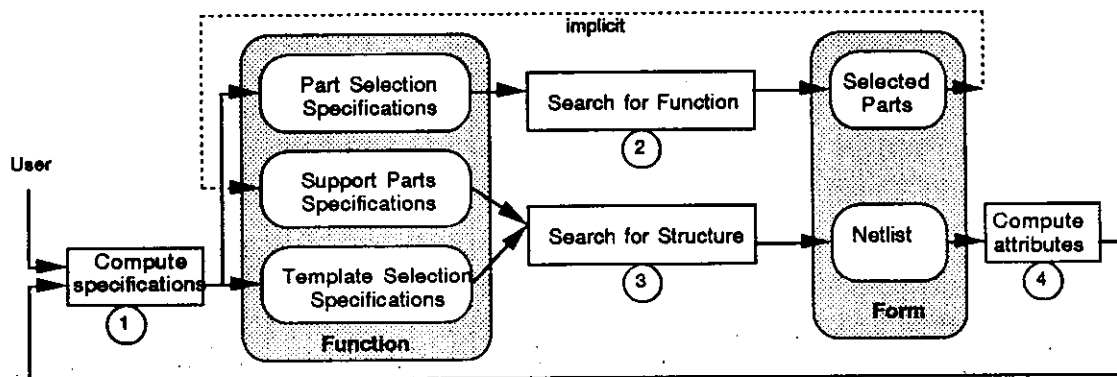 implicit
Part Selection
Specifications
Search for Function
2
Selected
Parts
User
Support Parts
Specifications
Compute
specifications
1
Template Selection
Specifications
Function
Search for Structure
3
Netlist
Form
Compute
attributes
4